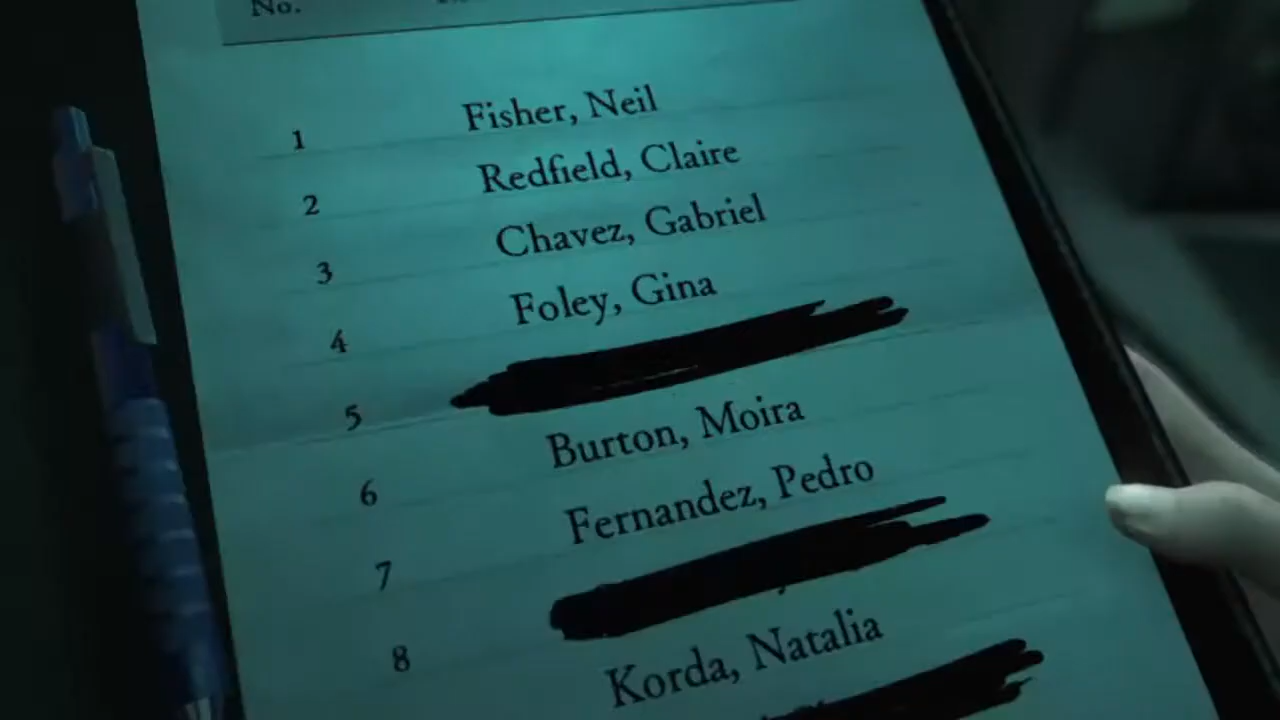 No.
1 Fisher, Neil
2 Redfield, Claire
3 Chavez, Gabriel
4 Foley, Gina
5
6 Burton, Moira
7 Fernandez, Pedro
8
Korda, Natalia